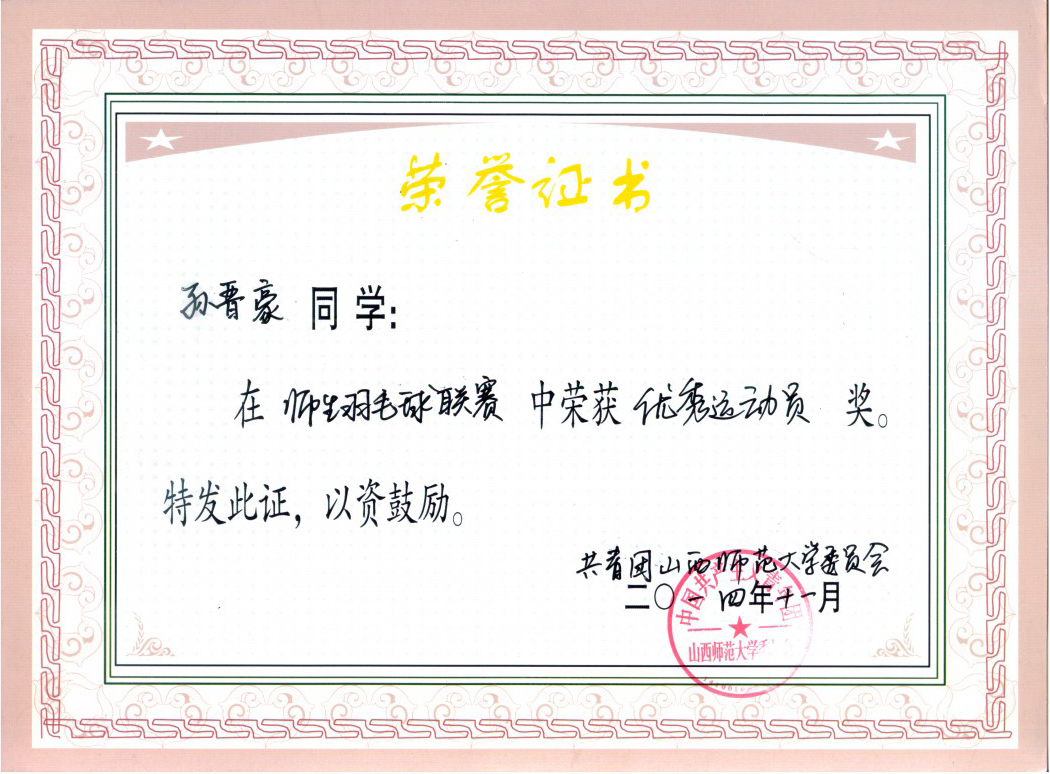 荣誉证书
孙晋豪 同学:
在 师生羽毛球联赛 中荣获 优秀运动员 奖。
特发此证，以资鼓励。
共青团山西师范大学委员会
二〇一四年十一月
中国共产主义青年团
山西师范大学委